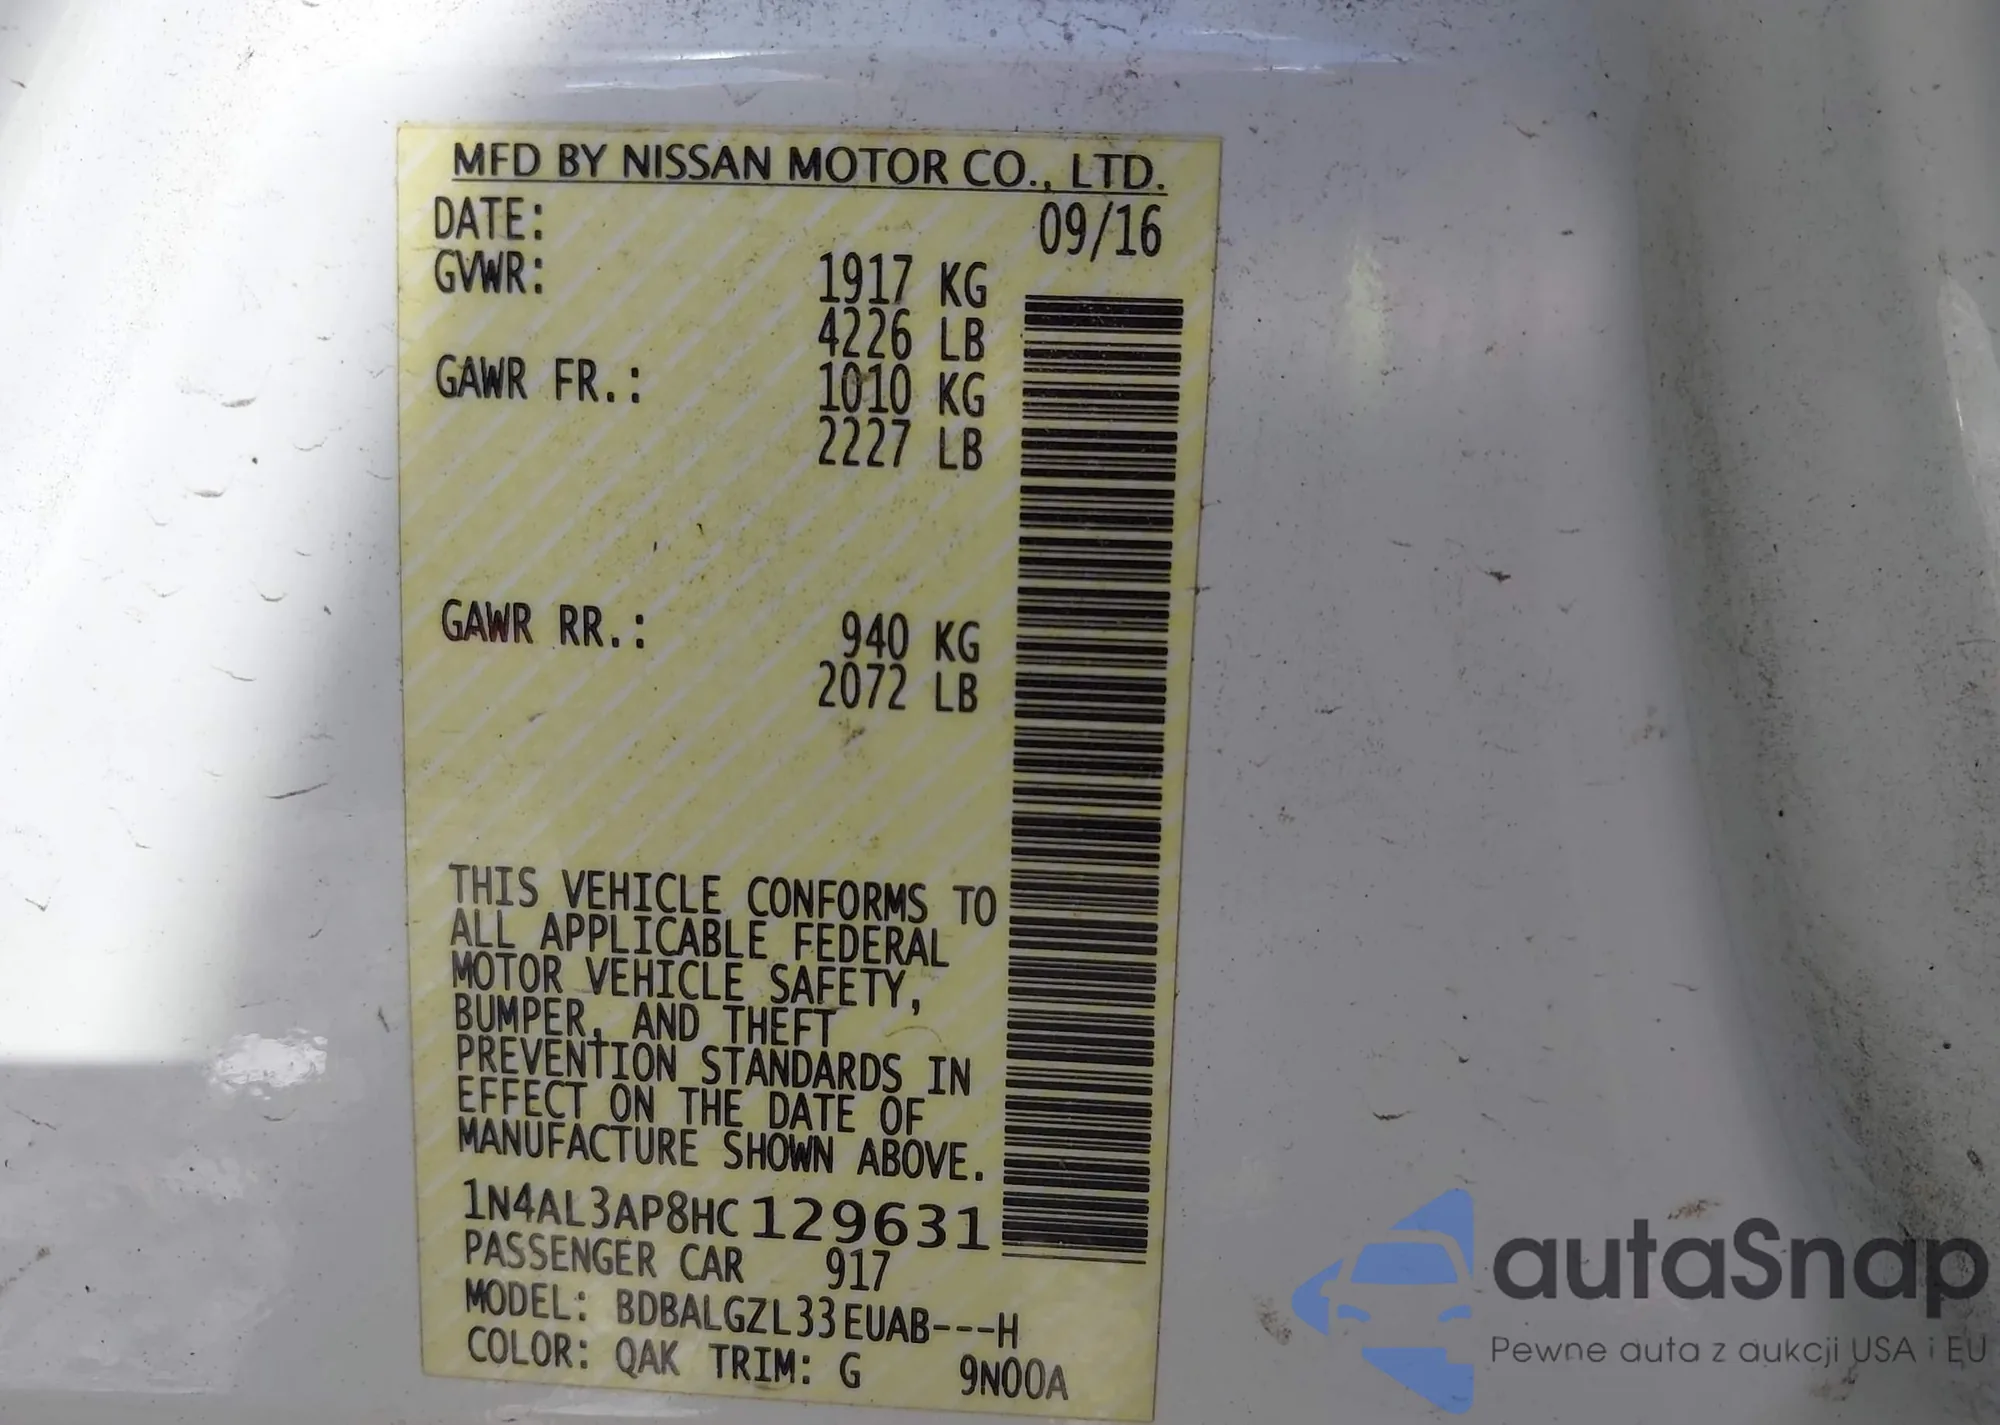 MFD BY NISSAN MOTOR CO., LTD.
DATE: 09/16
GVWR: 1917 KG
4226 LB
GAWR FR.: 1010 KG
2227 LB
GAWR RR.: 940 KG
2072 LB
THIS VEHICLE CONFORMS TO
ALL APPLICABLE FEDERAL
MOTOR VEHICLE SAFETY,
BUMPER, AND THEFT
PREVENTION STANDARDS IN
EFFECT ON THE DATE OF
MANUFACTURE SHOWN ABOVE.
1N4AL3AP8HC129631
PASSENGER CAR 917
MODEL: BDBALGZL33EUAB---H
COLOR: QAK TRIM: G 9N00A
autaSnap
Pewne auta z aukcji USA i EU